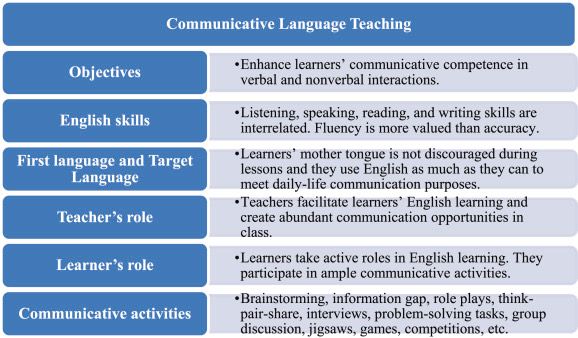 Communicative Language Teaching
Objectives
•Enhance learners' communicative competence in
verbal and nonverbal interactions.
English skills
•Listening, speaking, reading, and writing skills are
interrelated. Fluency is more valued than accuracy.
First language and Target
Language
•Learners' mother tongue is not discouraged during
lessons and they use English as much as they can to
meet daily-life communication purposes.
Teacher's role
•Teachers facilitate learners' English learning and
create abundant communication opportunities in
class.
Learner's role
•Learners take active roles in English learning. They
participate in ample communicative activities.
Communicative activities
•Brainstorming, information gap, role plays, think-
pair-share, interviews, problem-solving tasks, group
discussion, jigsaws, games, competitions, etc.